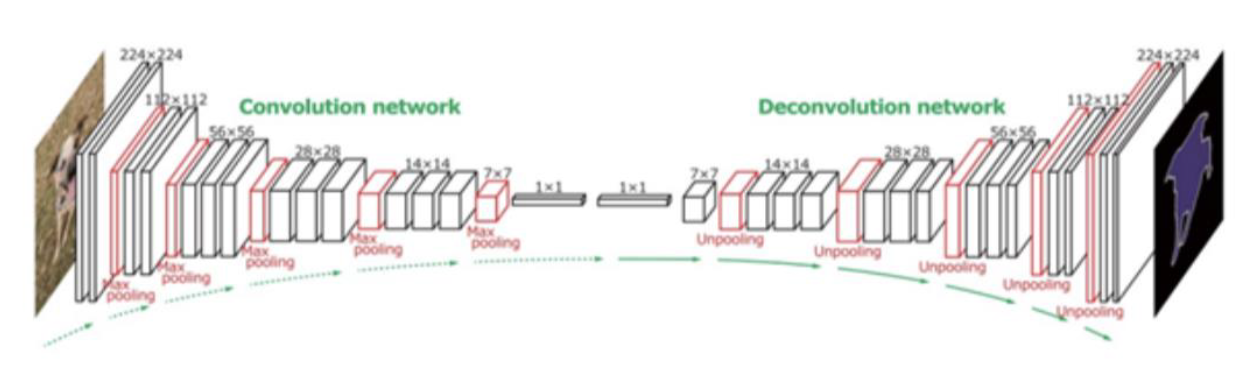 224×224
112×112
56×56
28×28
14×14
7×7
1×1
1×1
7×7
14×14
28×28
56×56
112×112
224×224
Convolution network
Deconvolution network
Max
pooling
Max
pooling
Max
pooling
Max
pooling
Max
pooling
Unpooling
Unpooling
Unpooling
Unpooling
Unpooling